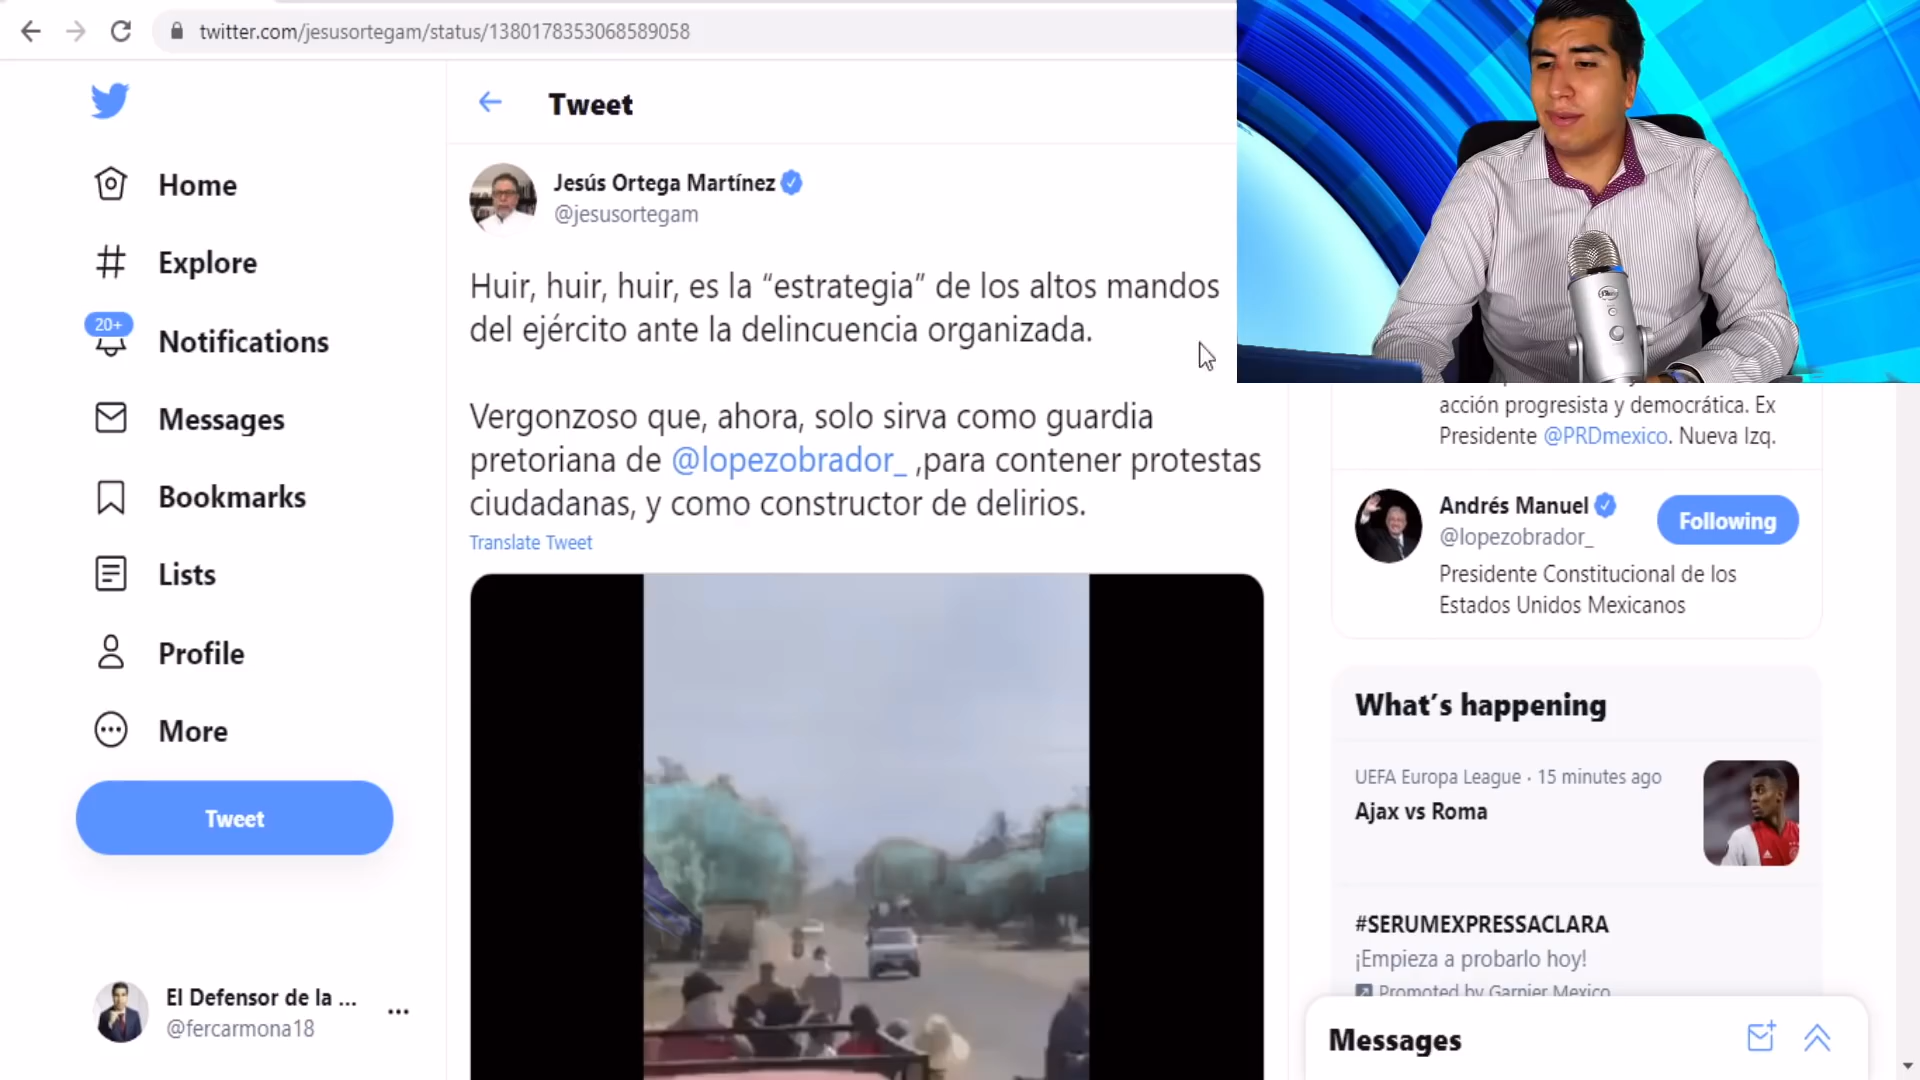 twitter.com/jesusortegam/status/1380178353068589058
Home
Explore
20+
Notifications
Messages
Bookmarks
Lists
Profile
More
Tweet
El Defensor de la ...
@fercarmona18
Tweet
Jesús Ortega Martínez
@jesusortegam
Huir, huir, huir, es la “estrategia” de los altos mandos
del ejército ante la delincuencia organizada.
Vergonzoso que, ahora, solo sirva como guardia
pretoriana de @lopezobrador_ ,para contener protestas
ciudadanas, y como constructor de delirios.
Translate Tweet
acción progresista y democrática. Ex
Presidente @PRDmexico. Nueva Izq.
Andrés Manuel
@lopezobrador_
Following
Presidente Constitucional de los
Estados Unidos Mexicanos
What’s happening
UEFA Europa League · 15 minutes ago
Ajax vs Roma
#SERUMEXPRESSACLARA
¡Empieza a probarlo hoy!
Promoted by Garnier Mexico
Messages